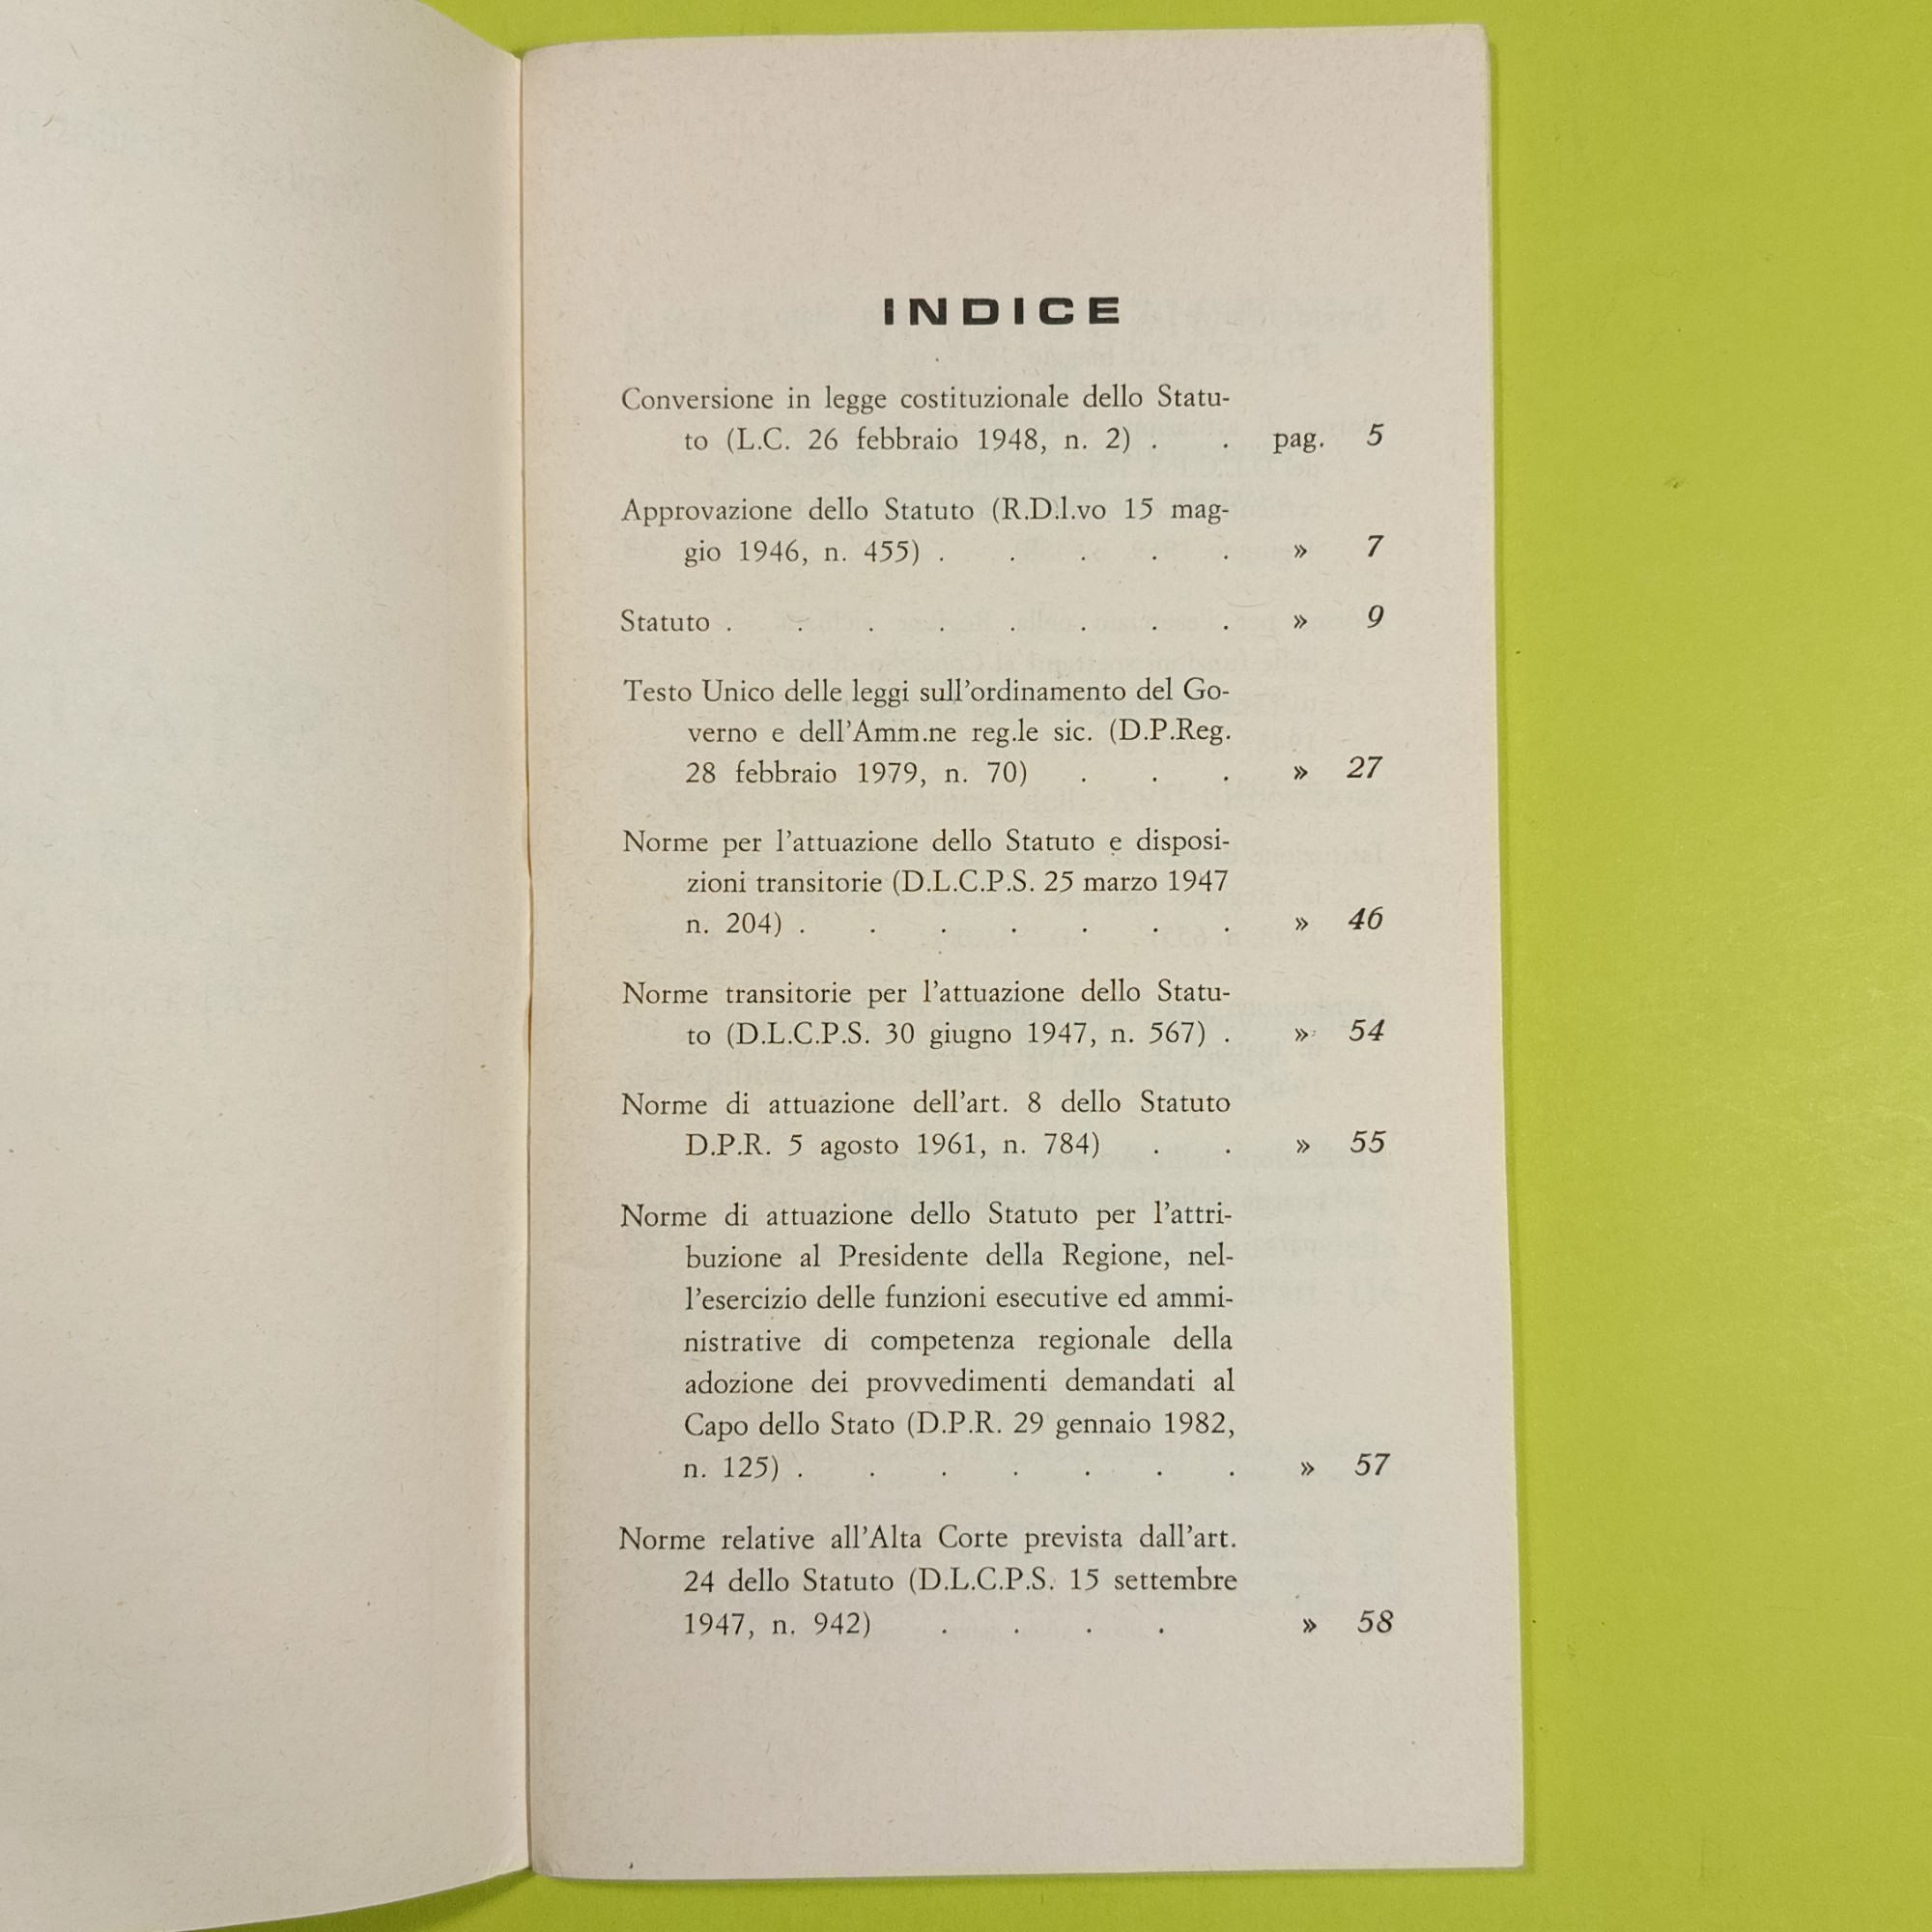 INDICE
Conversione in legge costituzionale dello Statu-
to (L.C. 26 febbraio 1948, n. 2) . . pag. 5
Approvazione dello Statuto (R.D.l.vo 15 mag-
gio 1946, n. 455) . . . . . » 7
Statuto . . . . . . . . » 9
Testo Unico delle leggi sull'ordinamento del Go-
verno e dell'Amm.ne reg.le sic. (D.P.Reg.
28 febbraio 1979, n. 70) . . . » 27
Norme per l'attuazione dello Statuto e disposi-
zioni transitorie (D.L.C.P.S. 25 marzo 1947
n. 204) . . . . . . . » 46
Norme transitorie per l'attuazione dello Statu-
to (D.L.C.P.S. 30 giugno 1947, n. 567) . » 54
Norme di attuazione dell'art. 8 dello Statuto
D.P.R. 5 agosto 1961, n. 784) . . » 55
Norme di attuazione dello Statuto per l'attri-
buzione al Presidente della Regione, nel-
l'esercizio delle funzioni esecutive ed ammi-
nistrative di competenza regionale della
adozione dei provvedimenti demandati al
Capo dello Stato (D.P.R. 29 gennaio 1982,
n. 125) . . . . . . . » 57
Norme relative all'Alta Corte prevista dall'art.
24 dello Statuto (D.L.C.P.S. 15 settembre
1947, n. 942) . . . . » 58